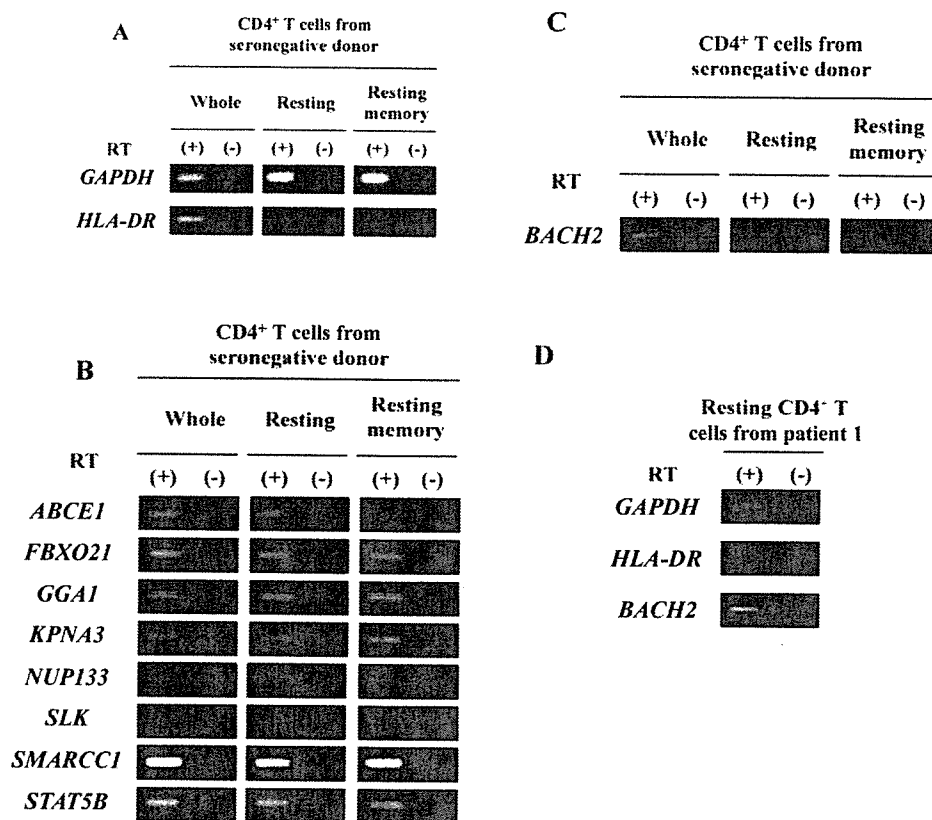 A
CD4⁺ T cells from
seronegative donor
Whole Resting Resting
memory
RT (+) (-) (+) (-) (+) (-)
GAPDH
HLA-DR
B
CD4⁺ T cells from
seronegative donor
Whole Resting Resting
memory
RT
(+) (-) (+) (-) (+) (-)
ABCE1
FBXO21
GGA1
KPNA3
NUP133
SLK
SMARCC1
STAT5B
C
CD4⁺ T cells from
seronegative donor
Whole Resting Resting
memory
RT
(+) (-) (+) (-) (+) (-)
BACH2
D
Resting CD4⁺ T
cells from patient 1
RT (+) (-)
GAPDH
HLA-DR
BACH2